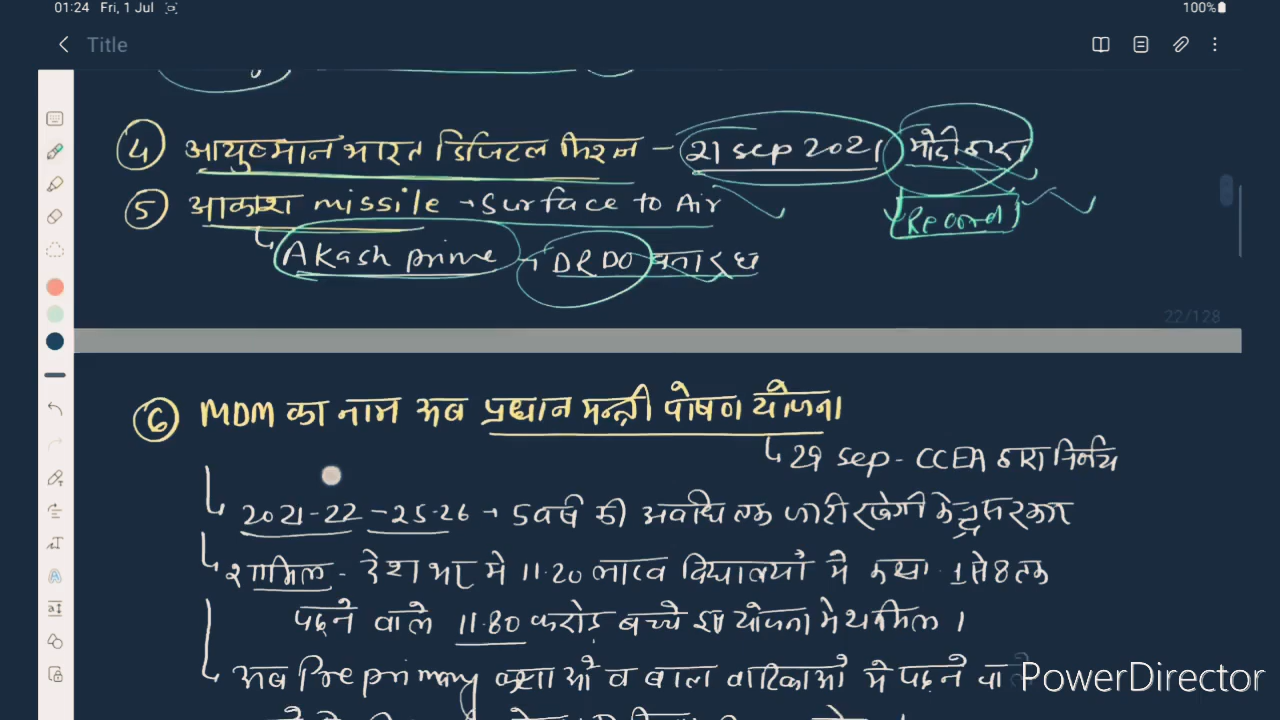 01:24 Fri, 1 Jul 100%
Title
④ आयुष्मान भारत डिजिटल मिशन - 21 sep 2021 मोदी द्वारा
⑤ आकाश missile → Surface to Air
Record
Akash prime → DRDO
22/128
⑥ MDM का नाम अब प्रधान मन्त्री पोषण योजना
29 sep - CCEA द्वारा निर्णय
2021-22 - 25-26 → 5 वर्ष की अवधि तक जारी रखेगी केन्द्र सरकार
शामिल - देश भर मे 11.20 लाख विद्यालयों मे कक्षा 1 से 8 तक
पढ़ने वाले 11.80 करोड़ बच्चे इस योजना मे शामिल ।
अब Pre primary कक्षाओं व बाल वाटिकाओं मे पढ़ने
PowerDirector